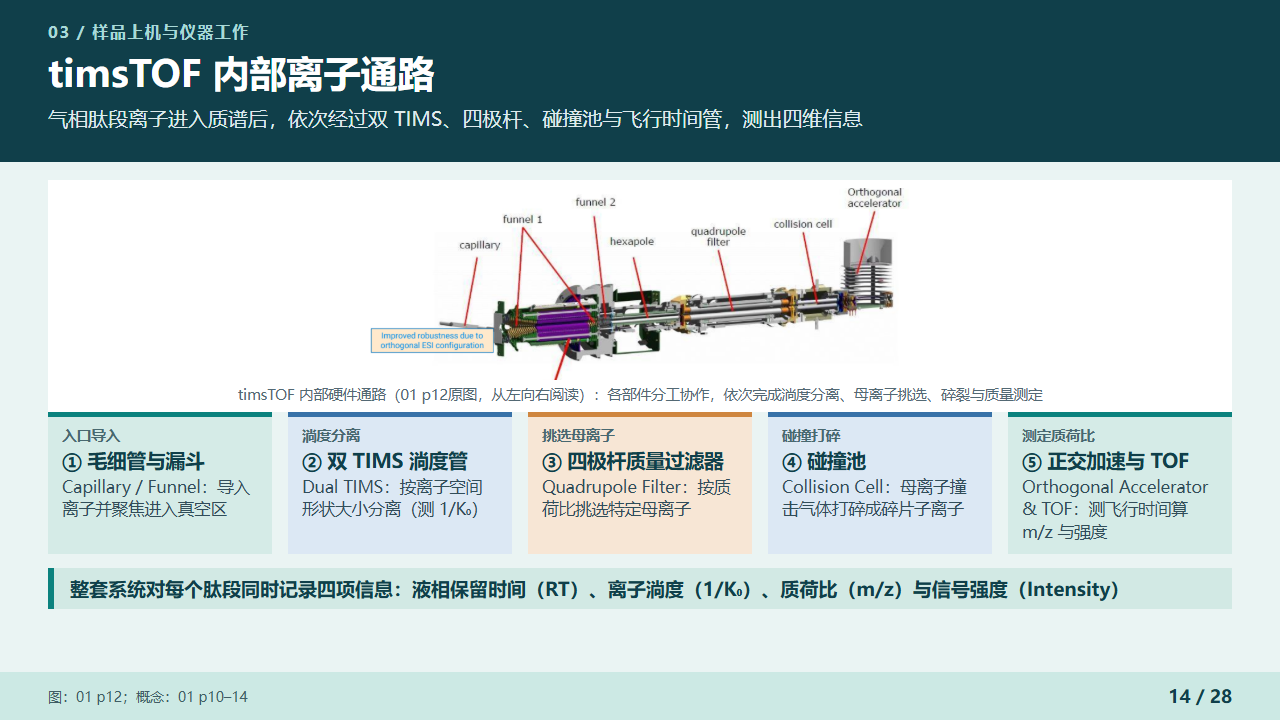 03 / 样品上机与仪器工作
timsTOF 内部离子通路
气相肽段离子进入质谱后，依次经过双 TIMS、四极杆、碰撞池与飞行时间管，测出四维信息
Orthogonal
accelerator
funnel 2
funnel 1
collision cell
quadrupole
filter
hexapole
capillary
Improved robustness due to
orthogonal ESI configuration
timsTOF 内部硬件通路（01 p12原图，从左向右阅读）：各部件分工协作，依次完成淌度分离、母离子挑选、碎裂与质量测定
入口导入
① 毛细管与漏斗
Capillary / Funnel：导入
离子并聚焦进入真空区
淌度分离
② 双 TIMS 淌度管
Dual TIMS：按离子空间
形状大小分离（测 1/K₀）
挑选母离子
③ 四极杆质量过滤器
Quadrupole Filter：按质
荷比挑选特定母离子
碰撞打碎
④ 碰撞池
Collision Cell：母离子撞
击气体打碎成碎片子离子
测定质荷比
⑤ 正交加速与 TOF
Orthogonal Accelerator
& TOF：测飞行时间算
m/z 与强度
整套系统对每个肽段同时记录四项信息：液相保留时间（RT）、离子淌度（1/K₀）、质荷比（m/z）与信号强度（Intensity）
图：01 p12；概念：01 p10–14
14 / 28